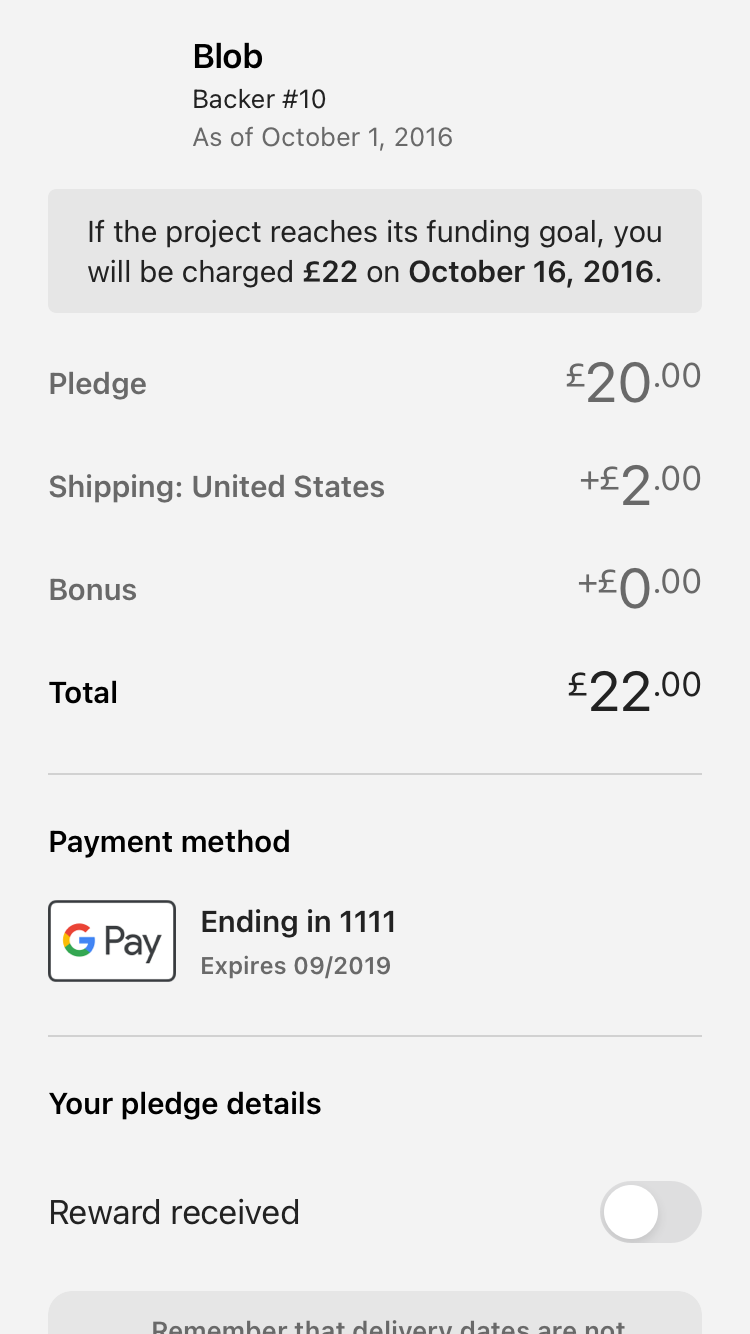 Blob
Backer #10
As of October 1, 2016
If the project reaches its funding goal, you
will be charged £22 on October 16, 2016.
Pledge £20.00
Shipping: United States +£2.00
Bonus +£0.00
Total £22.00
Payment method
G Pay
Ending in 1111
Expires 09/2019
Your pledge details
Reward received
Remember that delivery dates are not